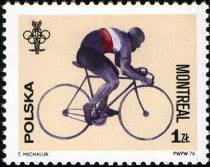 POLSKA
MONTREAL
1 ZŁ
T. MICHALUK
PWPW 76